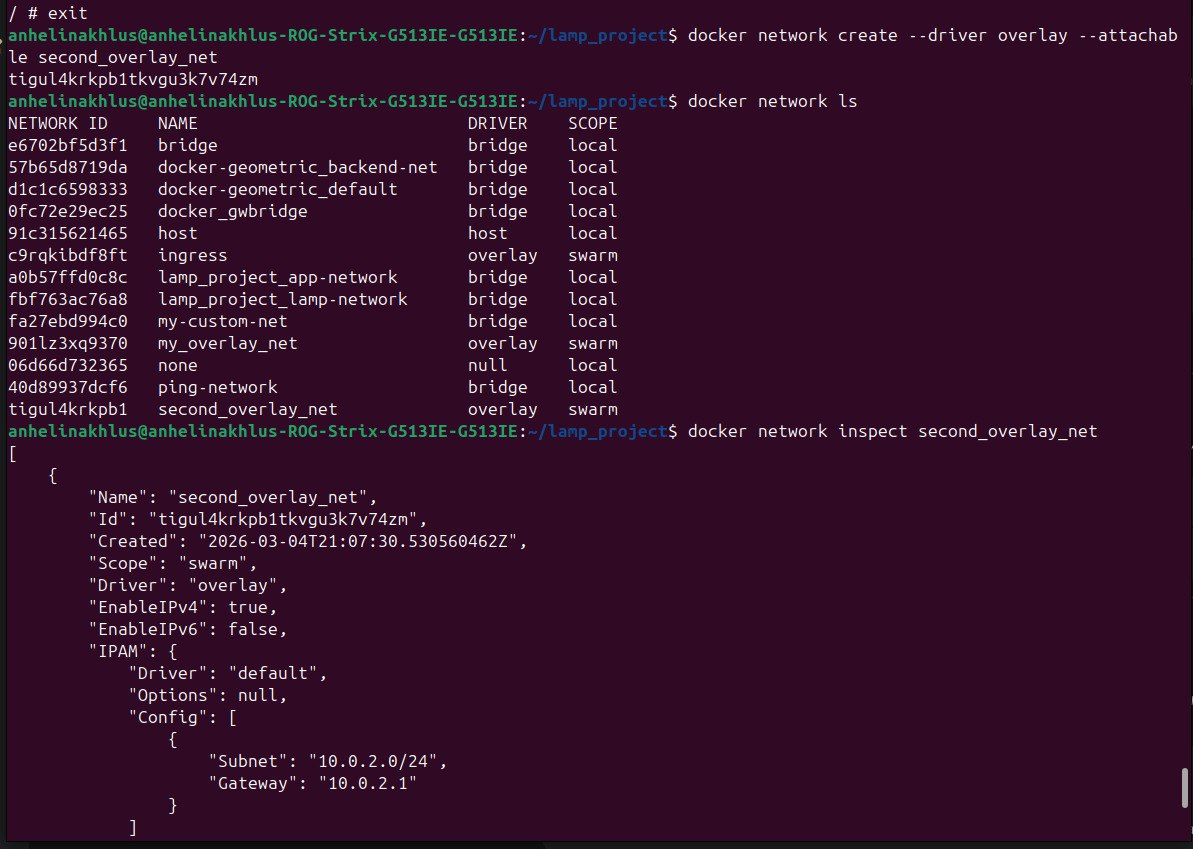 / # exit
anhelinakhlus@anhelinakhlus-ROG-Strix-G513IE-G513IE:~/lamp_project$ docker network create --driver overlay --attachab
le second_overlay_net
tigul4krkpb1tkvgu3k7v74zm
anhelinakhlus@anhelinakhlus-ROG-Strix-G513IE-G513IE:~/lamp_project$ docker network ls
NETWORK ID     NAME                           DRIVER    SCOPE
e6702bf5d3f1   bridge                         bridge    local
57b65d8719da   docker-geometric_backend-net   bridge    local
d1c1c6598333   docker-geometric_default       bridge    local
0fc72e29ec25   docker_gwbridge                bridge    local
91c315621465   host                           host      local
c9rqkibdf8ft   ingress                        overlay   swarm
a0b57ffd0c8c   lamp_project_app-network       bridge    local
fbf763ac76a8   lamp_project_lamp-network      bridge    local
fa27ebd994c0   my-custom-net                  bridge    local
901lz3xq9370   my_overlay_net                 overlay   swarm
06d66d732365   none                           null      local
40d89937dcf6   ping-network                   bridge    local
tigul4krkpb1   second_overlay_net             overlay   swarm
anhelinakhlus@anhelinakhlus-ROG-Strix-G513IE-G513IE:~/lamp_project$ docker network inspect second_overlay_net
[
    {
        "Name": "second_overlay_net",
        "Id": "tigul4krkpb1tkvgu3k7v74zm",
        "Created": "2026-03-04T21:07:30.530560462Z",
        "Scope": "swarm",
        "Driver": "overlay",
        "EnableIPv4": true,
        "EnableIPv6": false,
        "IPAM": {
            "Driver": "default",
            "Options": null,
            "Config": [
                {
                    "Subnet": "10.0.2.0/24",
                    "Gateway": "10.0.2.1"
                }
            ]